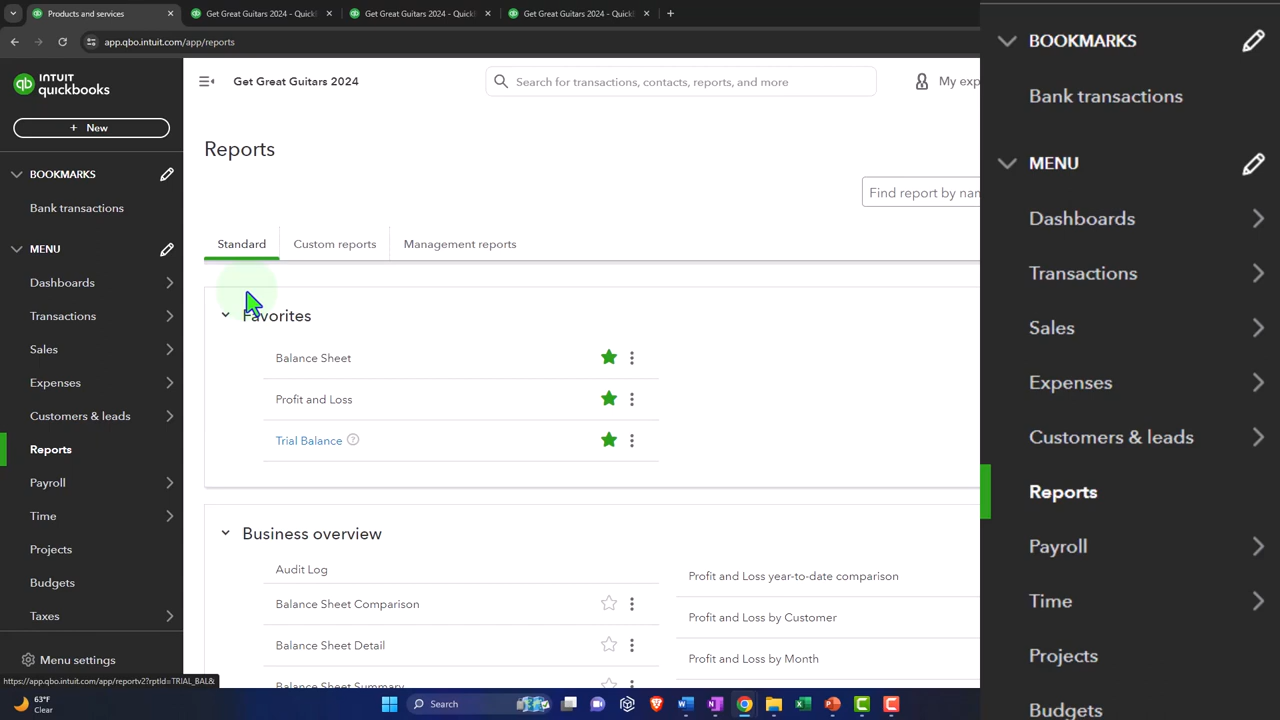 Products and services
Get Great Guitars 2024 – Quickb
Get Great Guitars 2024 – Quickb
Get Great Guitars 2024 – Quickb
app.qbo.intuit.com/app/reports
INTUIT
quickbooks
Get Great Guitars 2024
Search for transactions, contacts, reports, and more
My exp
+ New
Reports
Find report by nam
BOOKMARKS
Bank transactions
MENU
Dashboards
Transactions
Sales
Expenses
Customers & leads
Reports
Payroll
Time
Projects
Budgets
Taxes
Menu settings
Standard
Custom reports
Management reports
Favorites
Balance Sheet
Profit and Loss
Trial Balance
Business overview
Audit Log
Balance Sheet Comparison
Balance Sheet Detail
Balance Sheet Summary
Profit and Loss year-to-date comparison
Profit and Loss by Customer
Profit and Loss by Month
https://app.qbo.intuit.com/app/reportv2?rptId=TRIAL_BAL&
63°F
Clear
Search
BOOKMARKS
Bank transactions
MENU
Dashboards
Transactions
Sales
Expenses
Customers & leads
Reports
Payroll
Time
Projects
Budgets